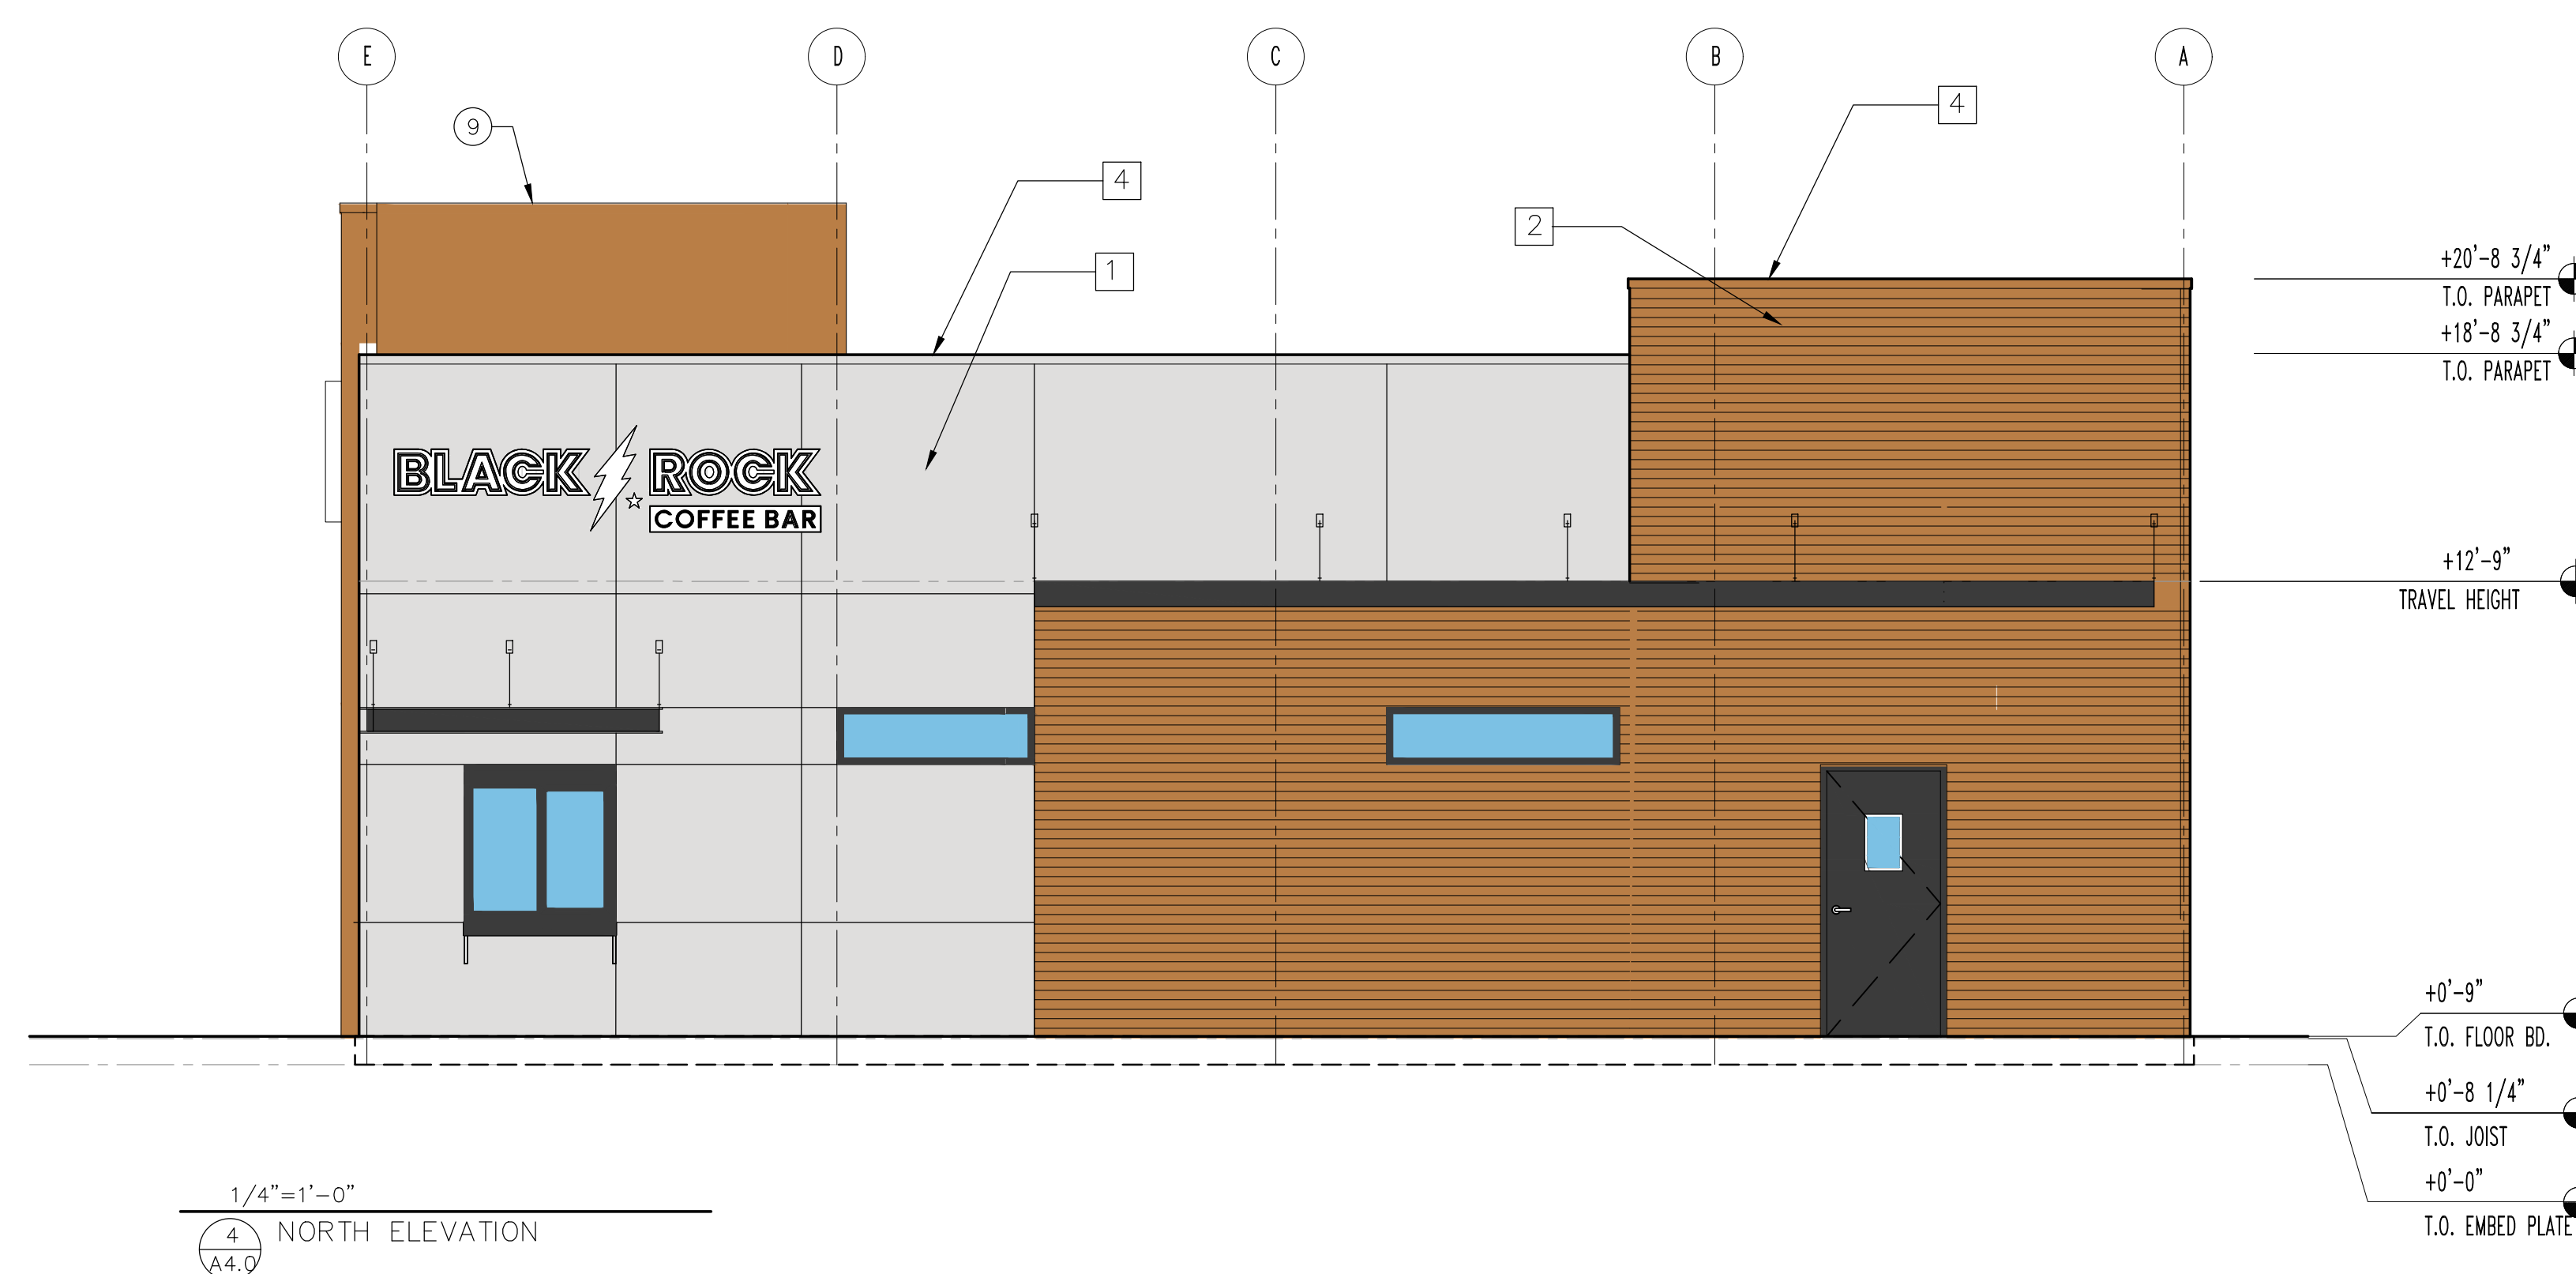 E
D
C
B
A
9
4
4
1
2
+20'-8 3/4"
T.O. PARAPET
+18'-8 3/4"
T.O. PARAPET
BLACK ROCK
COFFEE BAR
+12'-9"
TRAVEL HEIGHT
+0'-9"
T.O. FLOOR BD.
+0'-8 1/4"
T.O. JOIST
+0'-0"
T.O. EMBED PLATE
1/4"=1'-0"
4
NORTH ELEVATION
A4.0